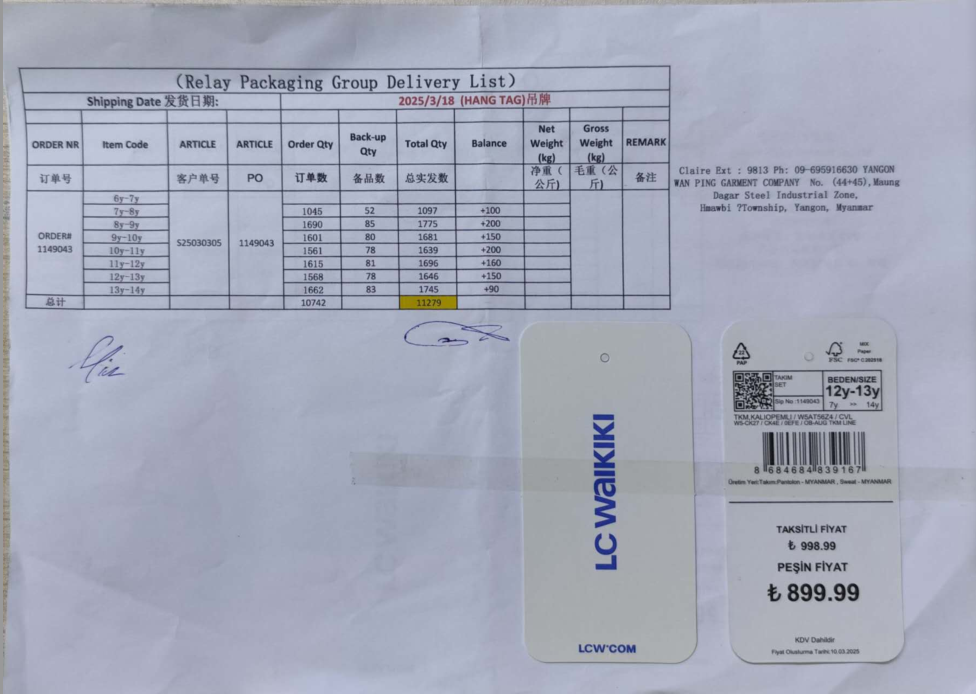 (Relay Packaging Group Delivery List)
Shipping Date 发货日期: 2025/3/18 (HANG TAG)吊牌
ORDER NR Item Code ARTICLE ARTICLE Order Qty Back-up Qty Total Qty Balance Net Weight (kg) Gross Weight (kg) REMARK
订单号 客户单号 PO 订单数 备品数 总实发数 净重（公斤) 毛重（公斤) 备注
6y-7y
7y-8y 1045 52 1097 +100
8y-9y 1690 85 1775 +200
ORDER# 1149043 9y-10y S25030305 1149043 1601 80 1681 +150
10y-11y 1561 78 1639 +200
11y-12y 1615 81 1696 +160
12y-13y 1568 78 1646 +150
13y-14y 1662 83 1745 +90
总计 10742 11279
Claire Ext : 9813 Ph: 09-695916630 YANGON
WAN PING GARMENT COMPANY No. (44+45),Maung
Dagar Steel Industrial Zone,
Hmawbi ?Township, Yangon, Myanmar
LC WAIKIKI
LCW'COM
22
PAP
FSC
MIX
Paper
TAKIM
SET
Sip No :1149043
BEDEN/SIZE
12y-13y
7y 14y
TKM.KALIOPEMLI / W5AT56Z4 / CVL
8 684684 839167
Üretim Yeri:Takım:Pantolon - MYANMAR , Sweat - MYANMAR
TAKSİTLİ FİYAT
₺ 998.99
PEŞİN FİYAT
₺ 899.99
KDV Dahildir
Fiyat Oluşturma Tarihi:10.03.2025